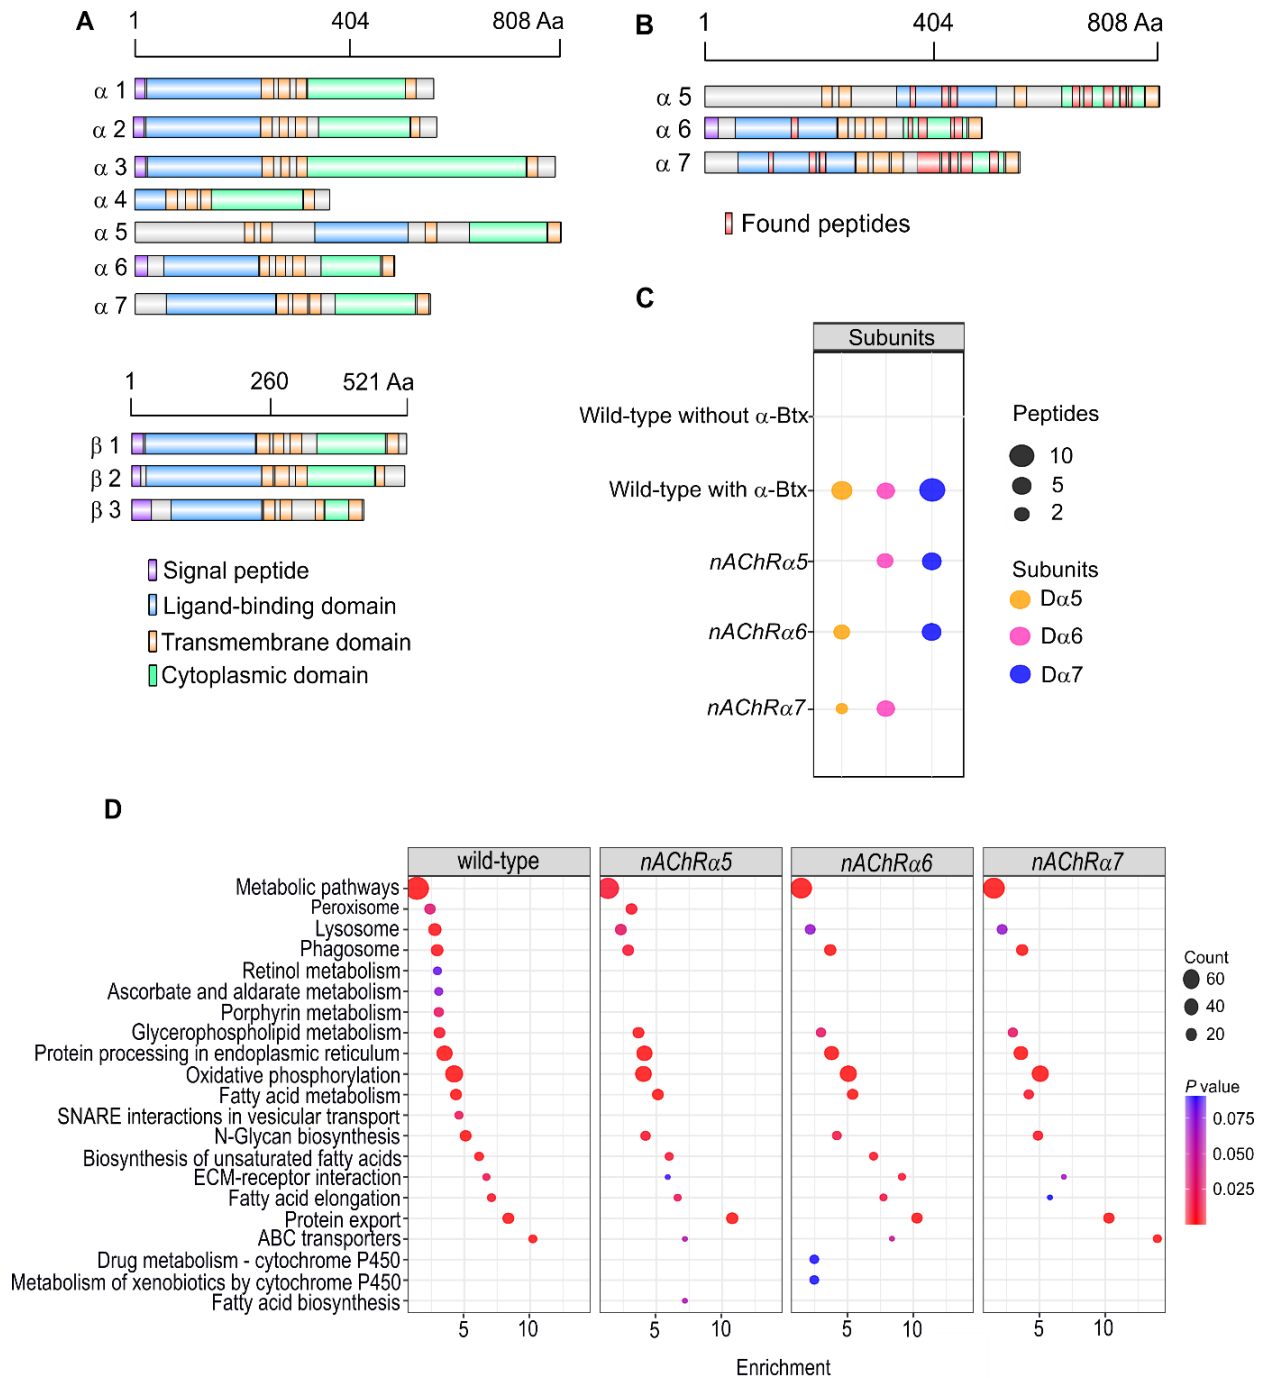 A
1 404 808 Aa
α 1
α 2
α 3
α 4
α 5
α 6
α 7
1 260 521 Aa
β 1
β 2
β 3
Signal peptide
Ligand-binding domain
Transmembrane domain
Cytoplasmic domain
B
1 404 808 Aa
α 5
α 6
α 7
Found peptides
C
Subunits
Wild-type without α-Btx
Wild-type with α-Btx
nAChRα5
nAChRα6
nAChRα7
Peptides
10
5
2
Subunits
Dα5
Dα6
Dα7
D
wild-type nAChRα5 nAChRα6 nAChRα7
Metabolic pathways
Peroxisome
Lysosome
Phagosome
Retinol metabolism
Ascorbate and aldarate metabolism
Porphyrin metabolism
Glycerophospholipid metabolism
Protein processing in endoplasmic reticulum
Oxidative phosphorylation
Fatty acid metabolism
SNARE interactions in vesicular transport
N-Glycan biosynthesis
Biosynthesis of unsaturated fatty acids
ECM-receptor interaction
Fatty acid elongation
Protein export
ABC transporters
Drug metabolism - cytochrome P450
Metabolism of xenobiotics by cytochrome P450
Fatty acid biosynthesis
5 10 5 10 5 10 5 10
Enrichment
Count
60
40
20
P value
0.075
0.050
0.025